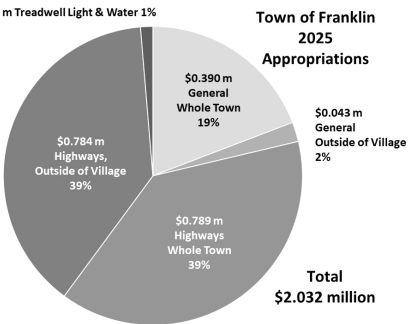 m Treadwell Light & Water 1%
Town of Franklin
2025
Appropriations
$0.390 m
General
Whole Town
19%
$0.043 m
General
Outside of Village
2%
$0.784 m
Highways,
Outside of Village
39%
$0.789 m
Highways
Whole Town
39%
Total
$2.032 million